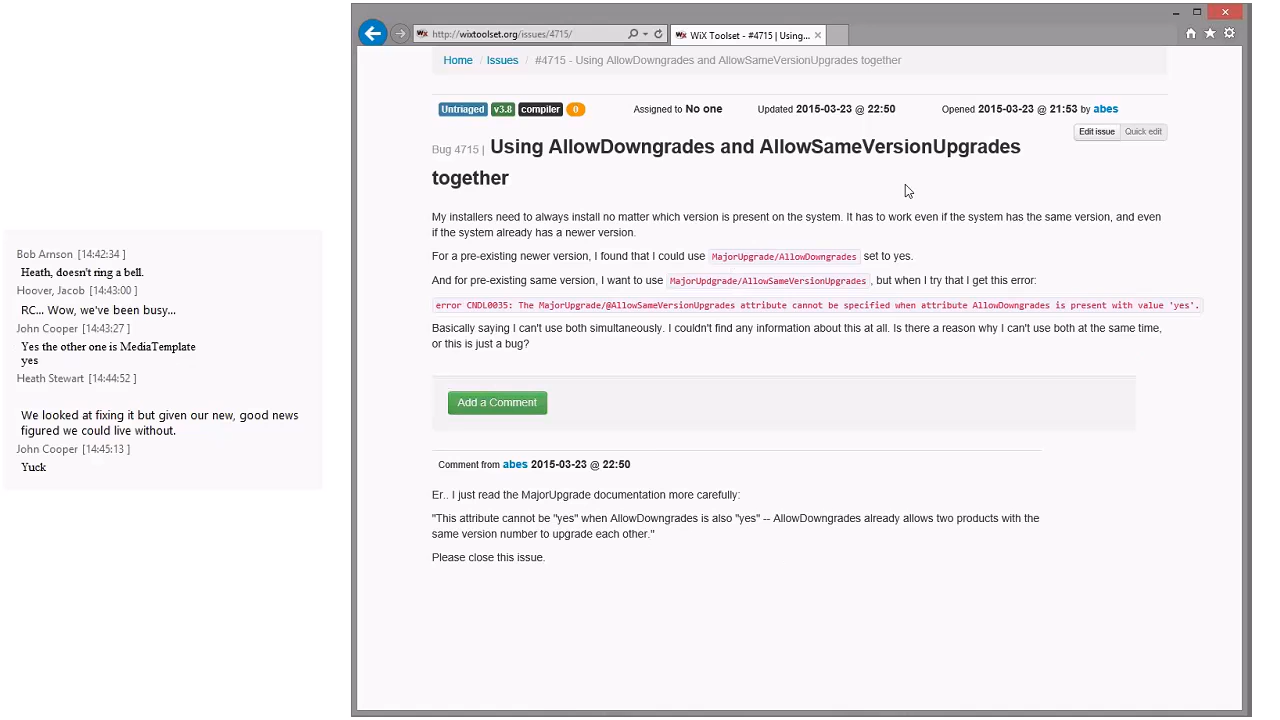 Bob Arnson [14:42:34 ]
Heath, doesn't ring a bell.
Hoover, Jacob [14:43:00 ]
RC... Wow, we've been busy...
John Cooper [14:43:27 ]
Yes the other one is MediaTemplate
yes
Heath Stewart [14:44:52 ]
We looked at fixing it but given our new, good news
figured we could live without.
John Cooper [14:45:13 ]
Yuck
http://wixtoolset.org/issues/4715/
WiX Toolset - #4715 | Using...
Home / Issues / #4715 - Using AllowDowngrades and AllowSameVersionUpgrades together
Untriaged v3.8 compiler 0 Assigned to No one Updated 2015-03-23 @ 22:50 Opened 2015-03-23 @ 21:53 by abes
Edit issue Quick edit
Bug 4715 | Using AllowDowngrades and AllowSameVersionUpgrades
together
My installers need to always install no matter which version is present on the system. It has to work even if the system has the same version, and even
if the system already has a newer version.
For a pre-existing newer version, I found that I could use MajorUpgrade/AllowDowngrades set to yes.
And for pre-existing same version, I want to use MajorUpdgrade/AllowSameVersionUpgrades, but when I try that I get this error:
error CNDL0035: The MajorUpgrade/@AllowSameVersionUpgrades attribute cannot be specified when attribute AllowDowngrades is present with value 'yes'.
Basically saying I can't use both simultaneously. I couldn't find any information about this at all. Is there a reason why I can't use both at the same time,
or this is just a bug?
Add a Comment
Comment from abes 2015-03-23 @ 22:50
Er.. I just read the MajorUpgrade documentation more carefully:
"This attribute cannot be "yes" when AllowDowngrades is also "yes" -- AllowDowngrades already allows two products with the
same version number to upgrade each other."
Please close this issue.